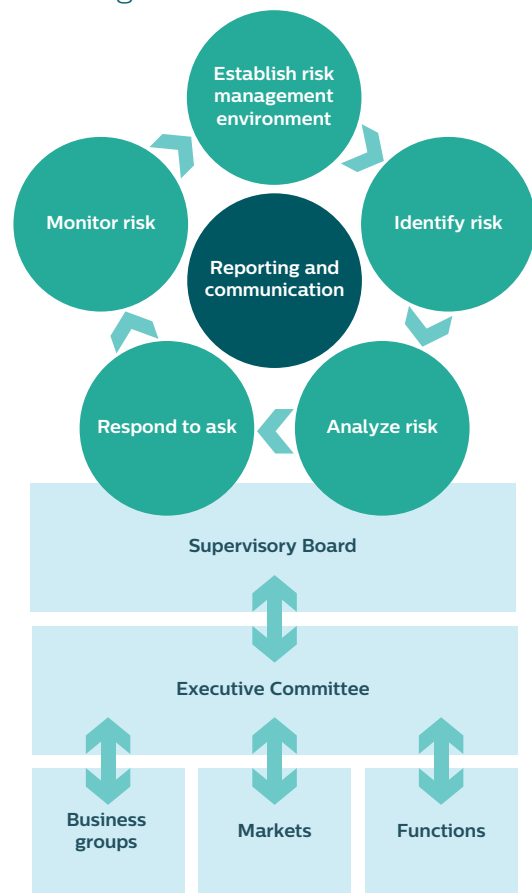 Establish risk
management
environment
Monitor risk
Identify risk
Reporting and
communication
Respond to ask
Analyze risk
Supervisory Board
Executive Committee
Business
groups
Markets
Functions